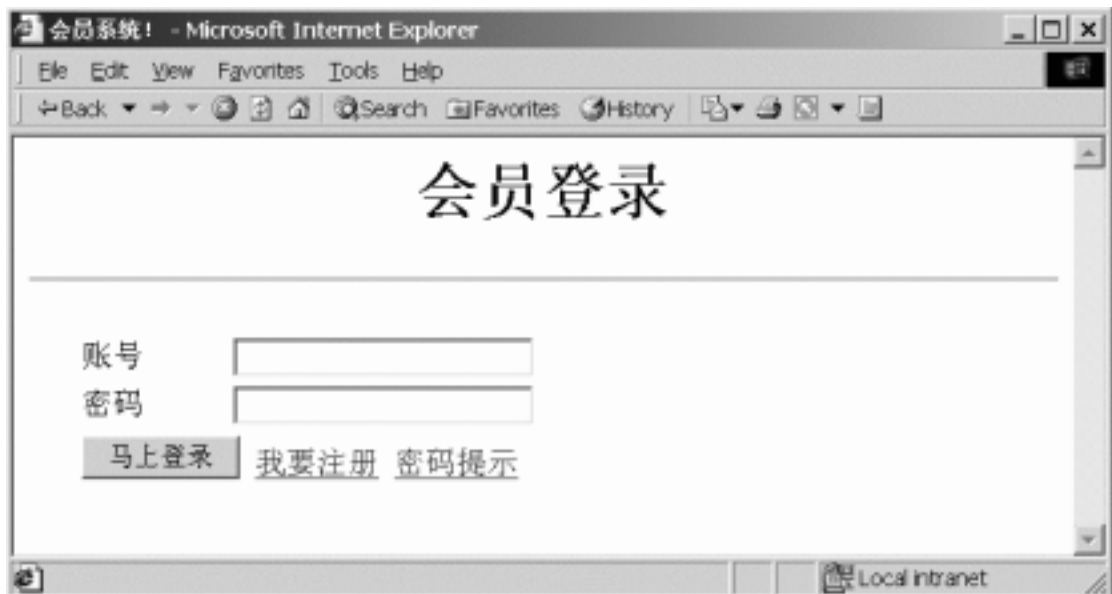 会员系统! - Microsoft Internet Explorer
File Edit View Favorites Tools Help
Back Search Favorites History
会员登录
账号
密码
马上登录 我要注册 密码提示
Local intranet